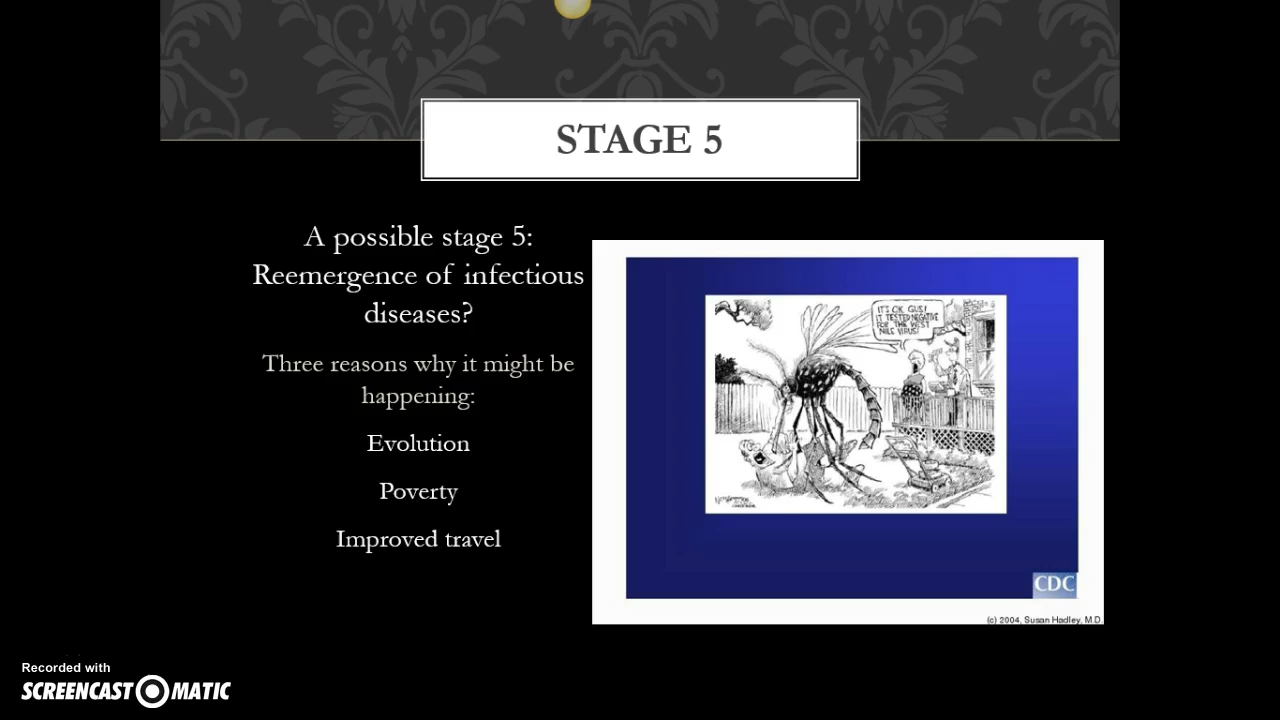 STAGE 5
A possible stage 5:
Reemergence of infectious
diseases?
Three reasons why it might be
happening:
Evolution
Poverty
Improved travel
IT'S OK, GUS!
IT TESTED NEGATIVE
FOR THE WEST
NILE VIRUS!
CDC
(c) 2004, Susan Hadley, M.D.
Recorded with
SCREENCAST MATIC